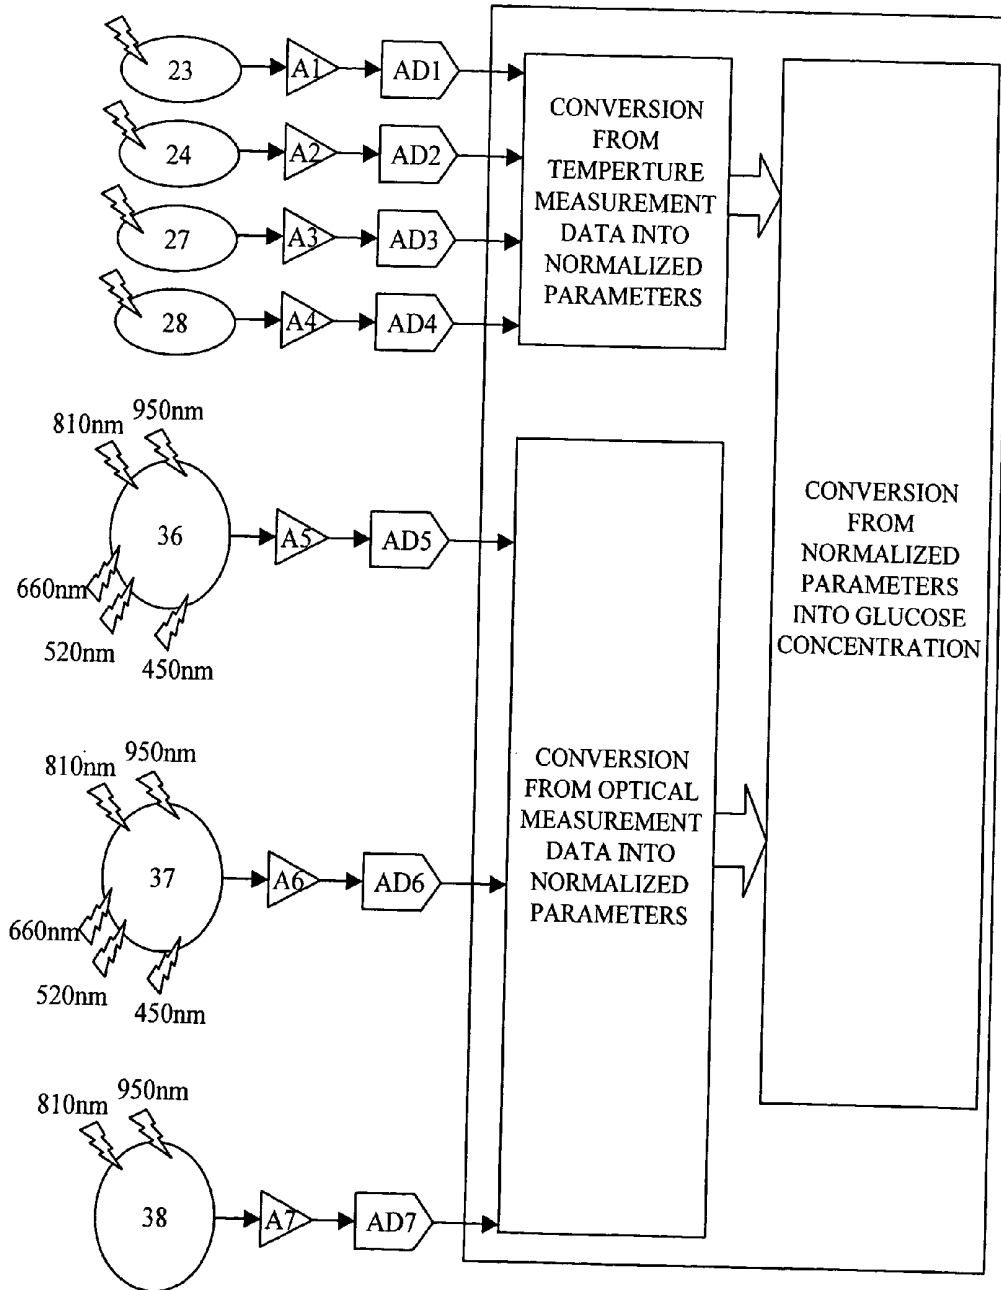 23
A1
AD1
24
A2
AD2
27
A3
AD3
28
A4
AD4
CONVERSION
FROM
TEMPERTURE
MEASUREMENT
DATA INTO
NORMALIZED
PARAMETERS
810nm
950nm
36
660nm
520nm
450nm
A5
AD5
810nm
950nm
37
660nm
520nm
450nm
A6
AD6
810nm
950nm
38
A7
AD7
CONVERSION
FROM OPTICAL
MEASUREMENT
DATA INTO
NORMALIZED
PARAMETERS
CONVERSION
FROM
NORMALIZED
PARAMETERS
INTO GLUCOSE
CONCENTRATION